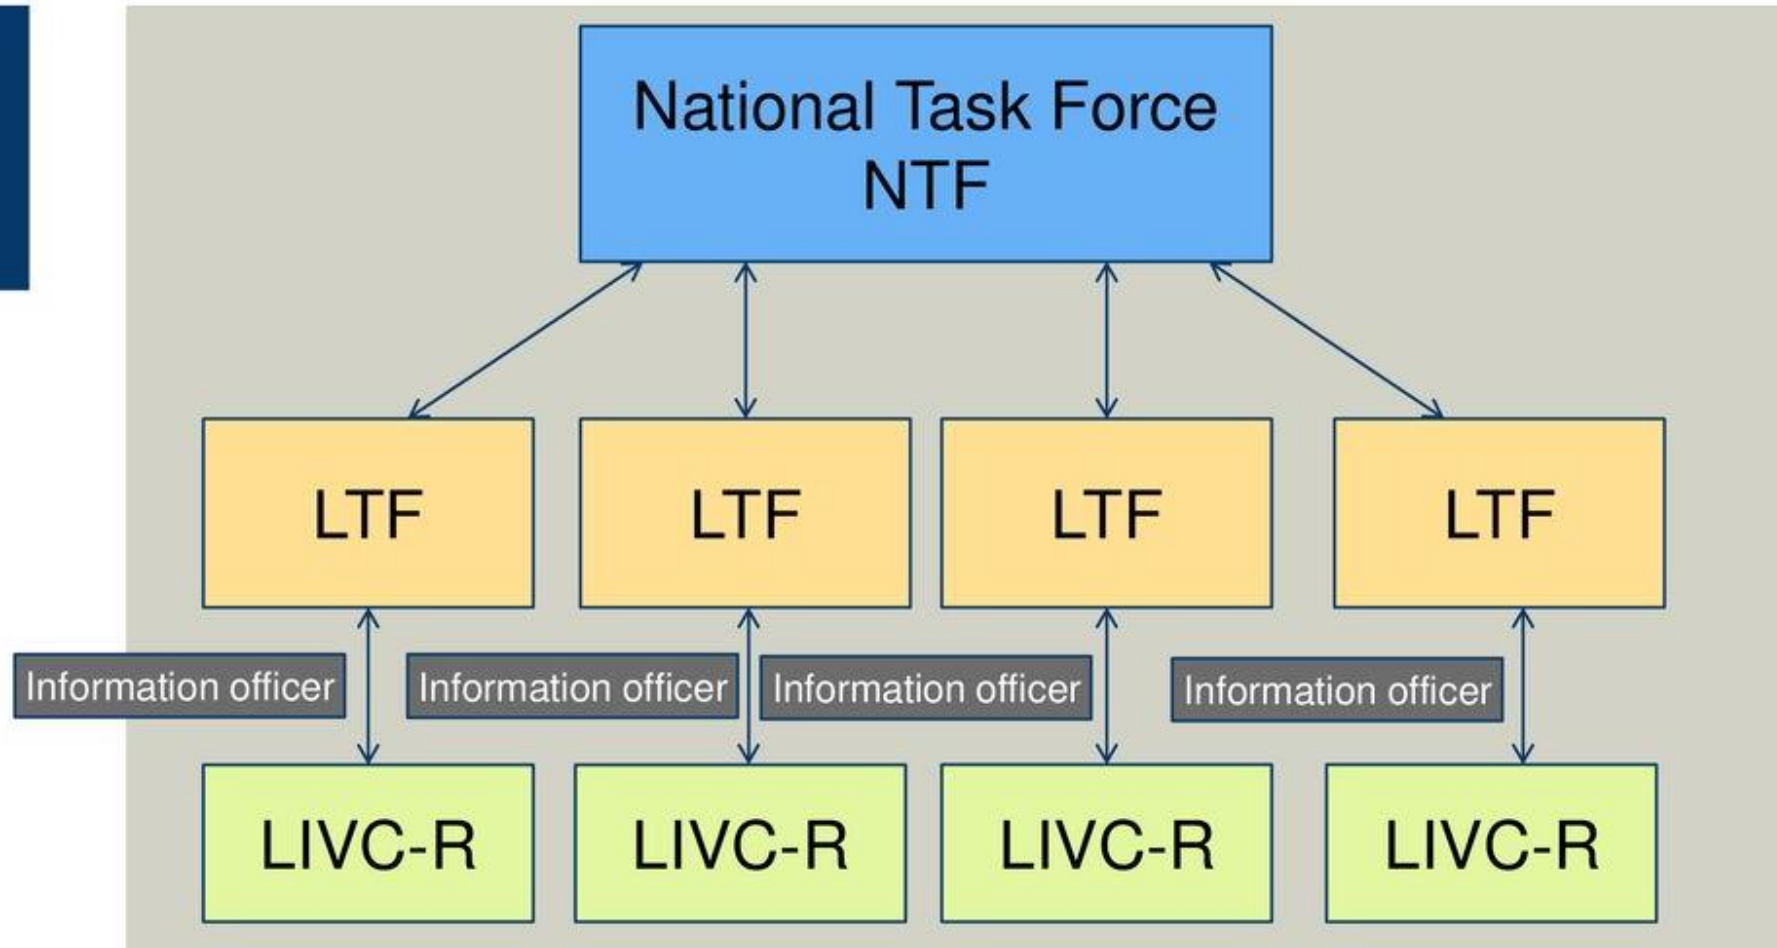 National Task Force
NTF
LTF
LTF
LTF
LTF
Information officer
Information officer
Information officer
Information officer
LIVC-R
LIVC-R
LIVC-R
LIVC-R